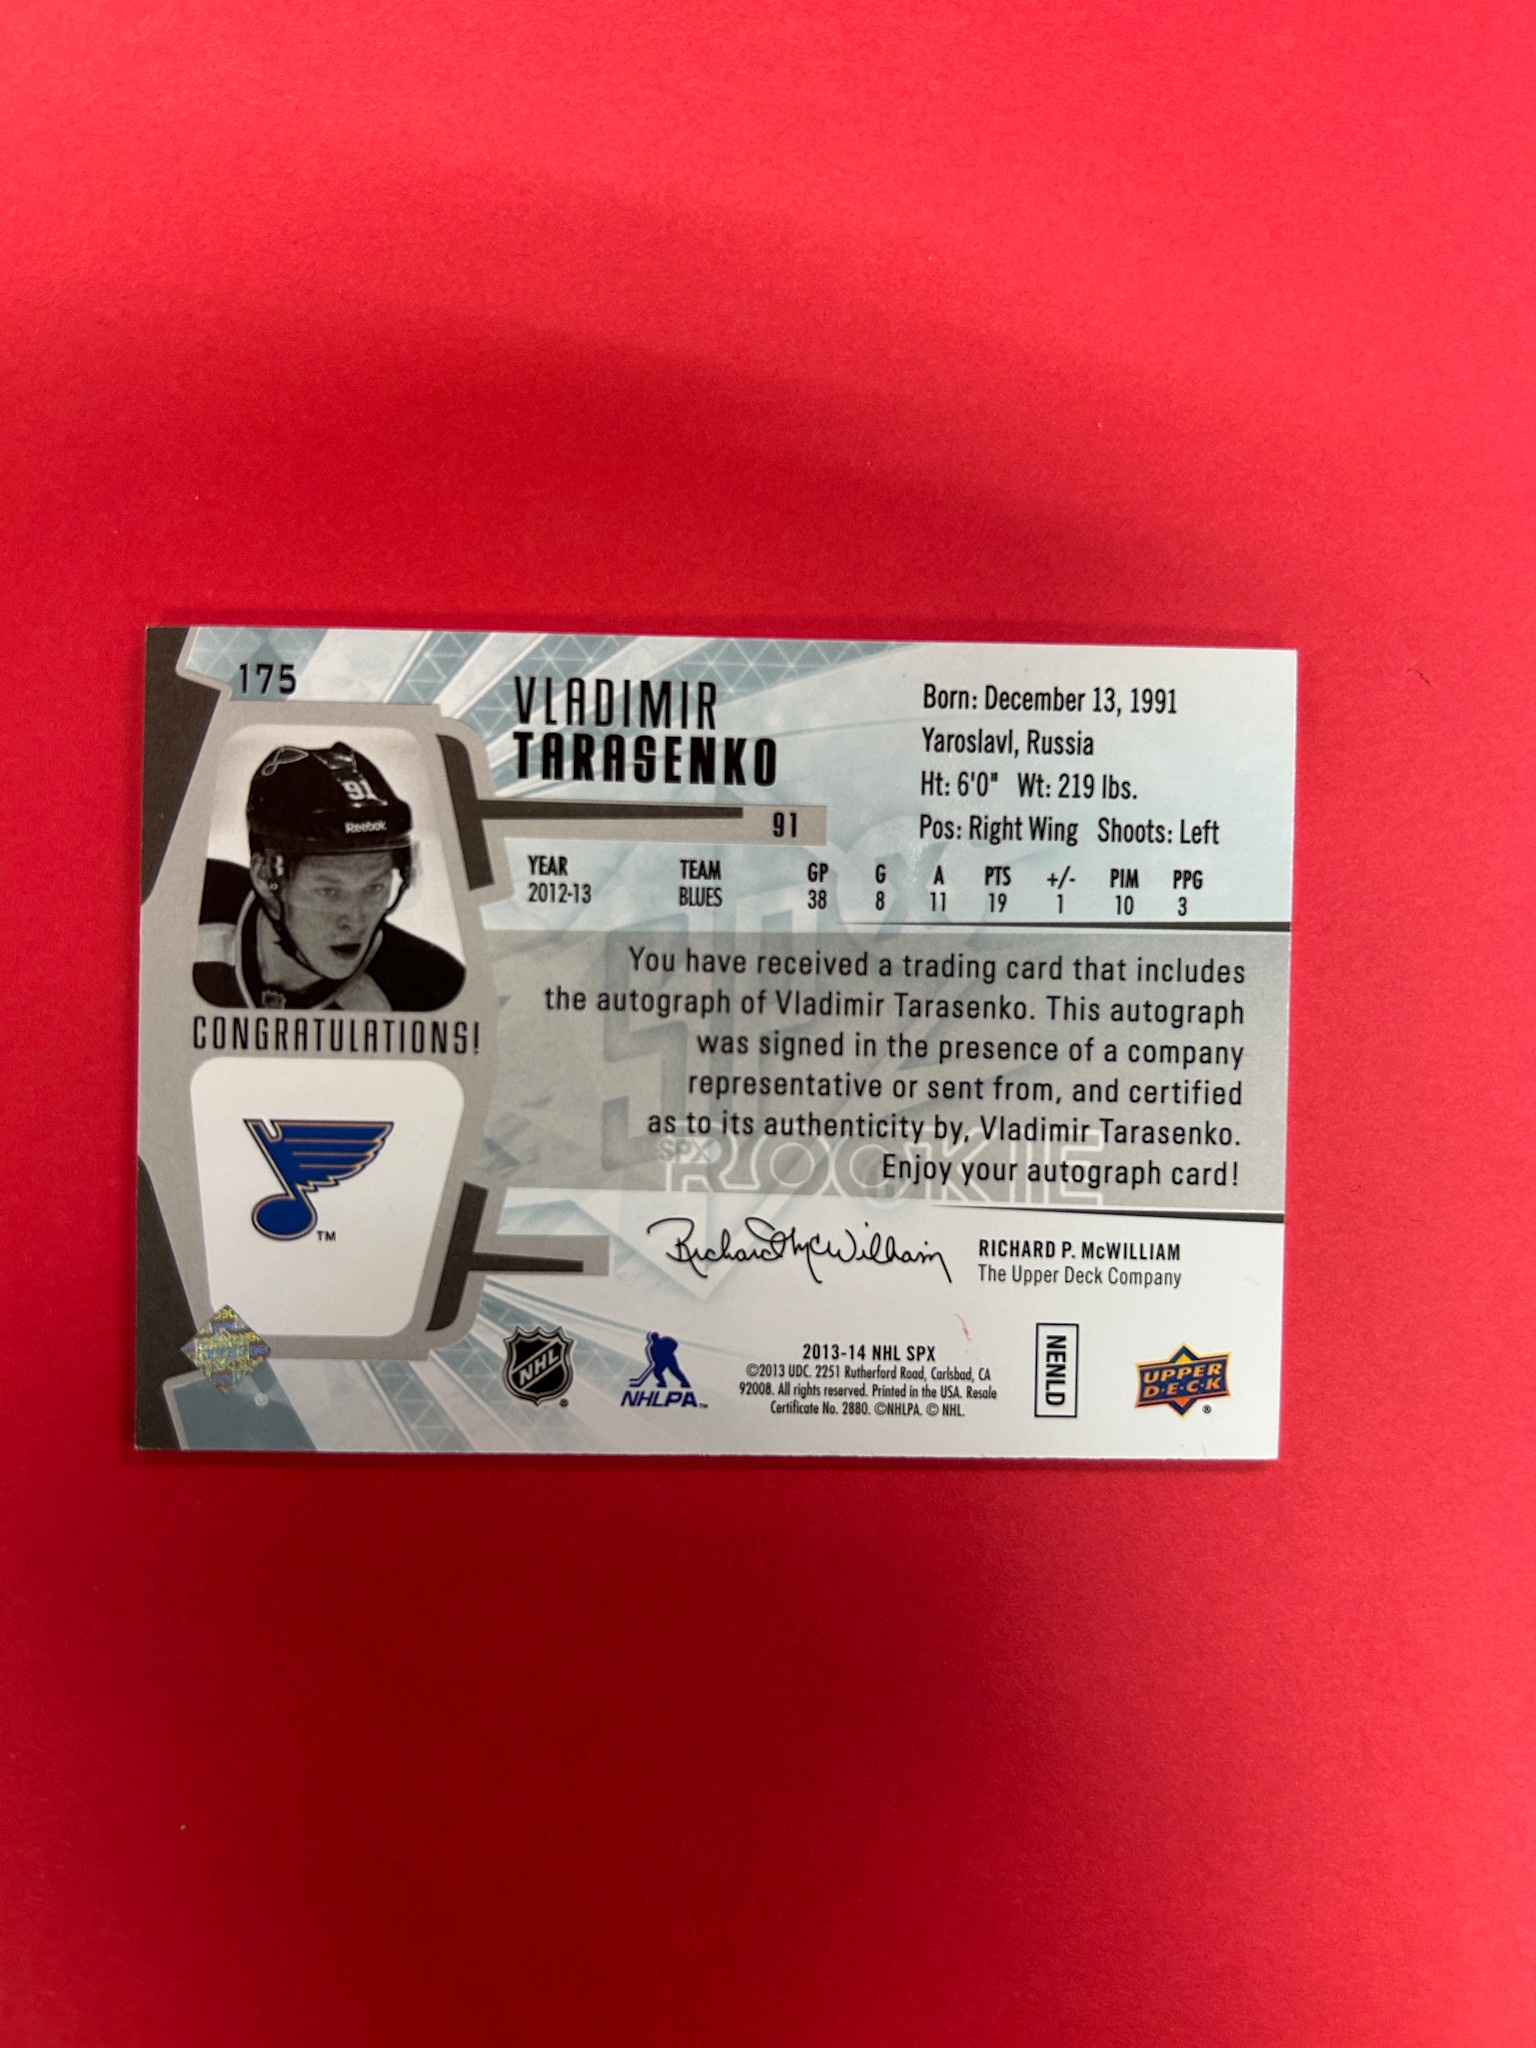 175
VLADIMIR
TARASENKO
91
Born: December 13, 1991
Yaroslavl, Russia
Ht: 6'0" Wt: 219 lbs.
Pos: Right Wing Shoots: Left
YEAR TEAM GP G A PTS +/- PIM PPG
2012-13 BLUES 38 8 11 19 1 10 3
91
Reebok
CONGRATULATIONS!
You have received a trading card that includes
the autograph of Vladimir Tarasenko. This autograph
was signed in the presence of a company
representative or sent from, and certified
as to its authenticity by, Vladimir Tarasenko.
Enjoy your autograph card!
SPX ROOKIE
TM
Richard McWilliam
RICHARD P. McWILLIAM
The Upper Deck Company
NHL ®
NHLPA™
2013-14 NHL SPX
©2013 UDC. 2251 Rutherford Road, Carlsbad, CA
92008. All rights reserved. Printed in the USA. Resale
Certificate No. 2880. ©NHLPA. © NHL.
NENLD
UPPER
D·E·C·K
®
®